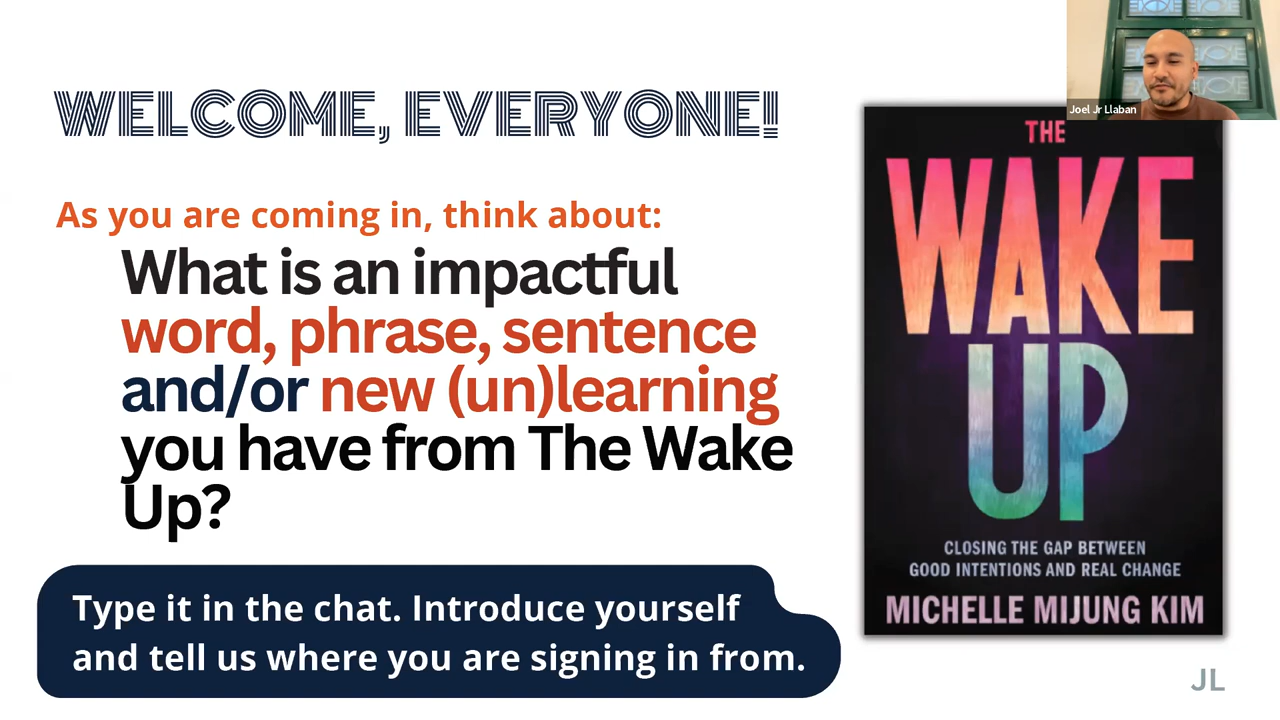 WELCOME, EVERYONE!
As you are coming in, think about:
What is an impactful
word, phrase, sentence
and/or new (un)learning
you have from The Wake
Up?
Type it in the chat. Introduce yourself
and tell us where you are signing in from.
Joel Jr Llaban
THE
WAKE
UP
CLOSING THE GAP BETWEEN
GOOD INTENTIONS AND REAL CHANGE
MICHELLE MIJUNG KIM
JL